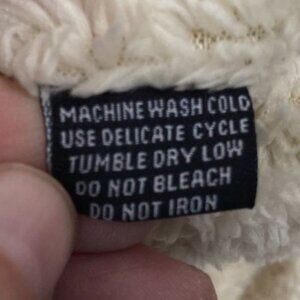 MACHINE WASH COLD
USE DELICATE CYCLE
TUMBLE DRY LOW
DO NOT BLEACH
DO NOT IRON